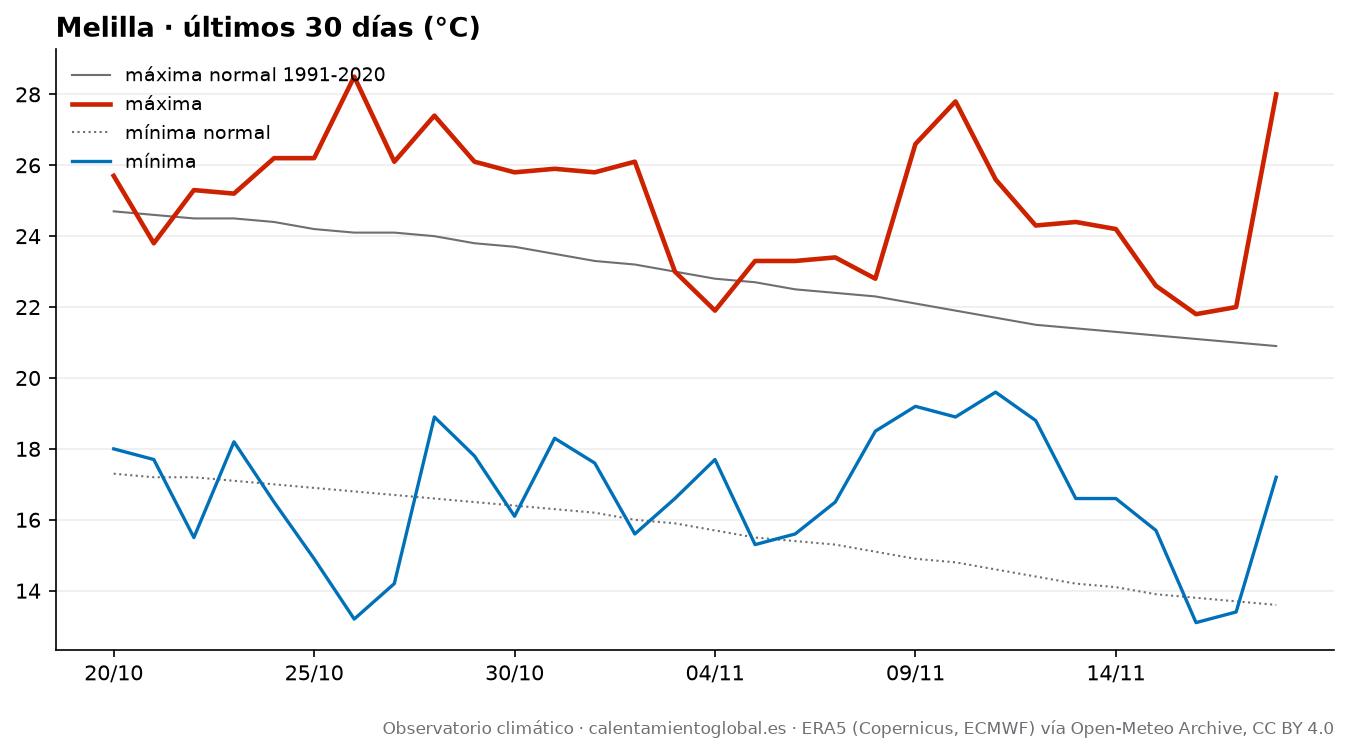 Melilla · últimos 30 días (°C)
máxima normal 1991-2020
máxima
mínima normal
mínima
28
26
24
22
20
18
16
14
20/10
25/10
30/10
04/11
09/11
14/11
Observatorio climático · calentamientoglobal.es · ERA5 (Copernicus, ECMWF) vía Open-Meteo Archive, CC BY 4.0